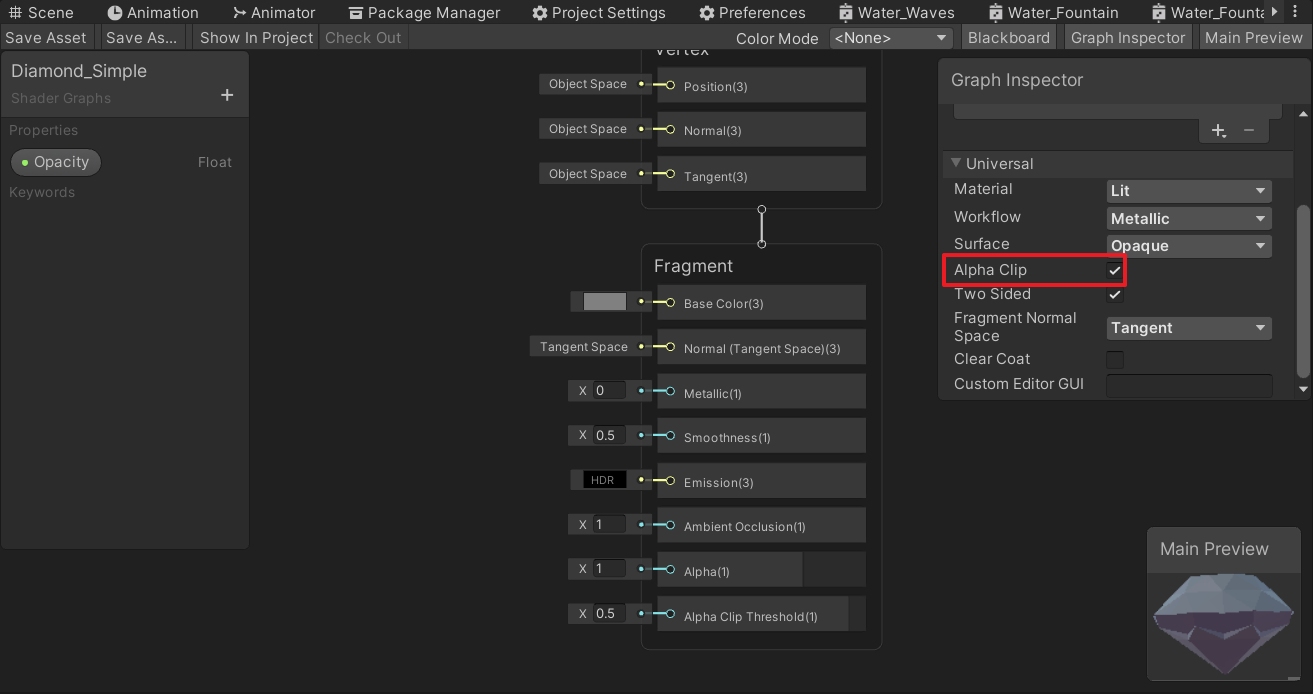 Scene Animation Animator Package Manager Project Settings Preferences Water_Waves Water_Fountain Water_Founta
Save Asset Save As... Show In Project Check Out Color Mode <None> Blackboard Graph Inspector Main Preview
Diamond_Simple
Shader Graphs
+
Properties
Opacity Float
Keywords
Vertex
Object Space Position(3)
Object Space Normal(3)
Object Space Tangent(3)
Fragment
Base Color(3)
Tangent Space Normal (Tangent Space)(3)
X 0 Metallic(1)
X 0.5 Smoothness(1)
HDR Emission(3)
X 1 Ambient Occlusion(1)
X 1 Alpha(1)
X 0.5 Alpha Clip Threshold(1)
Graph Inspector
+ −
Universal
Material Lit
Workflow Metallic
Surface Opaque
Alpha Clip
Two Sided
Fragment Normal
Space Tangent
Clear Coat
Custom Editor GUI
Main Preview